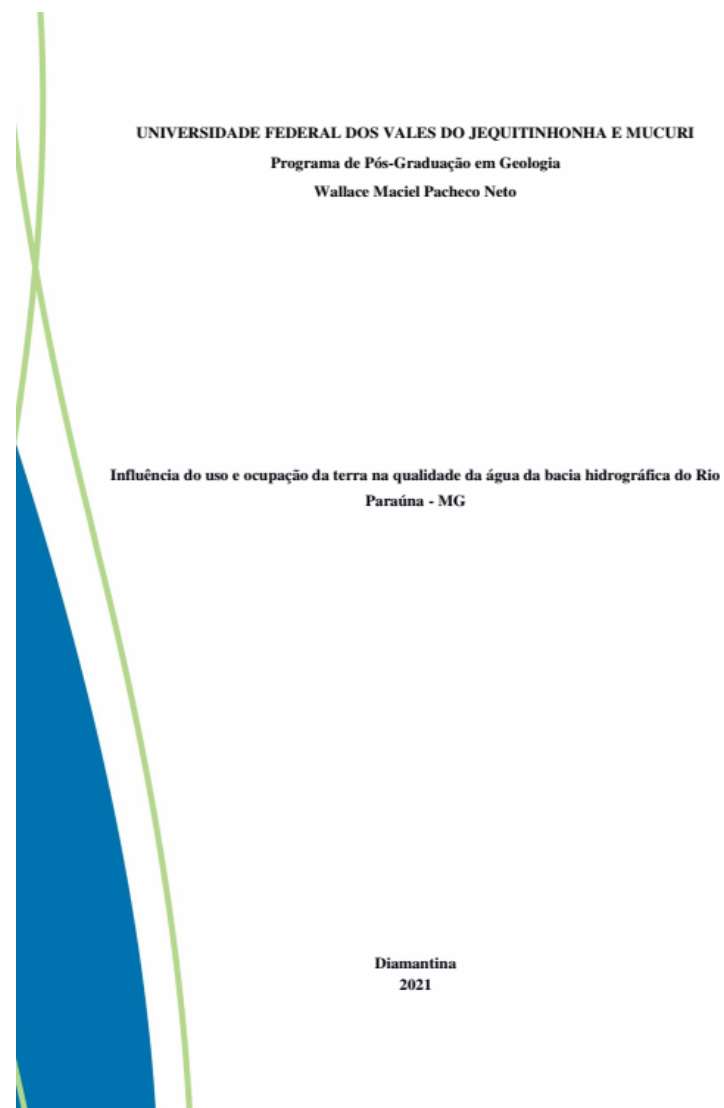 UNIVERSIDADE FEDERAL DOS VALES DO JEQUITINHONHA E MUCURI
Programa de Pós-Graduação em Geologia
Wallace Maciel Pacheco Neto
Influência do uso e ocupação da terra na qualidade da água da bacia hidrográfica do Rio
Paraúna - MG
Diamantina
2021